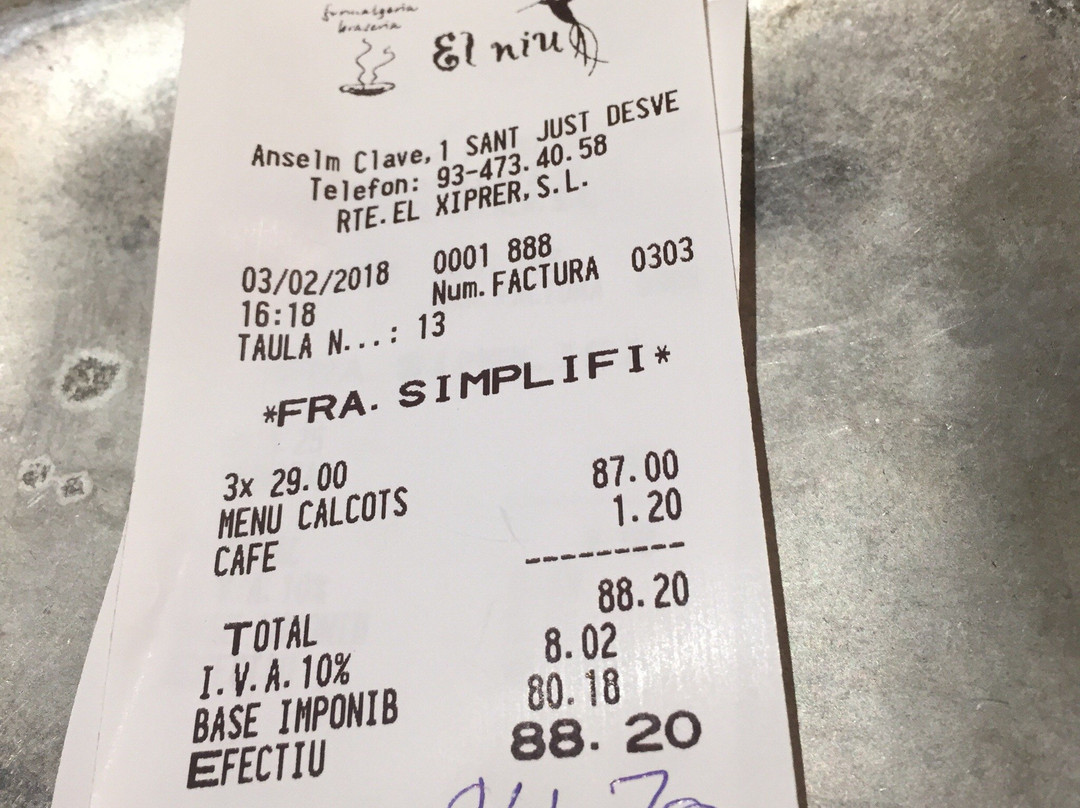 formatgeria
braseria
El niu
Anselm Clave,1 SANT JUST DESVE
Telefon: 93-473.40.58
RTE.EL XIPRER,S.L.
03/02/2018 0001 888
16:18 Num.FACTURA 0303
TAULA N...: 13
*FRA. SIMPLIFI*
3x 29.00 87.00
MENU CALCOTS 1.20
CAFE
---------
TOTAL 88.20
I.V.A.10% 8.02
BASE IMPONIB 80.18
EFECTIU 88.20